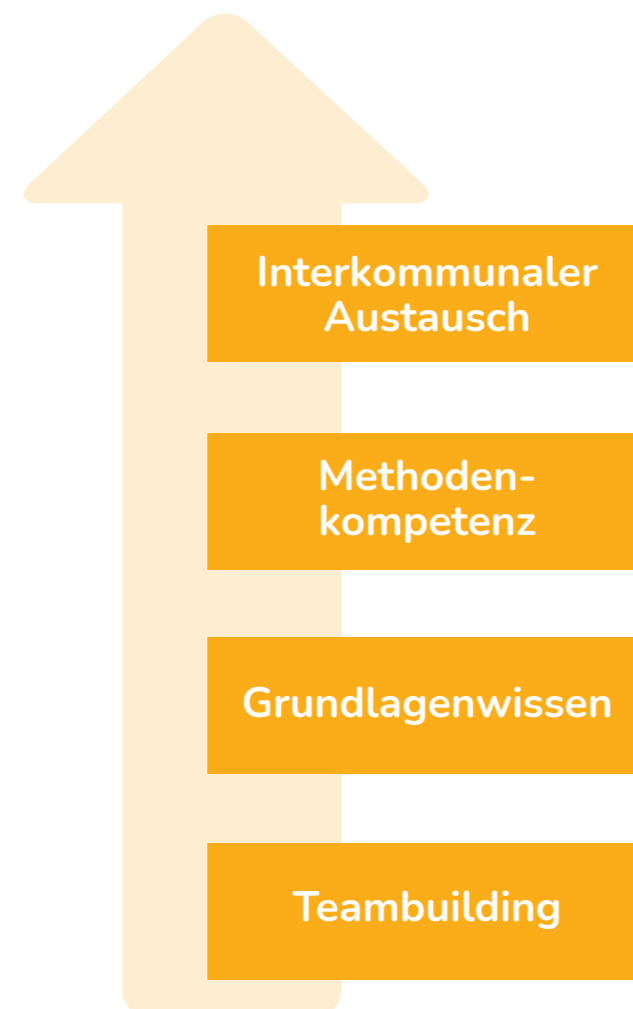 Interkommunaler
Austausch
Methoden-
kompetenz
Grundlagenwissen
Teambuilding